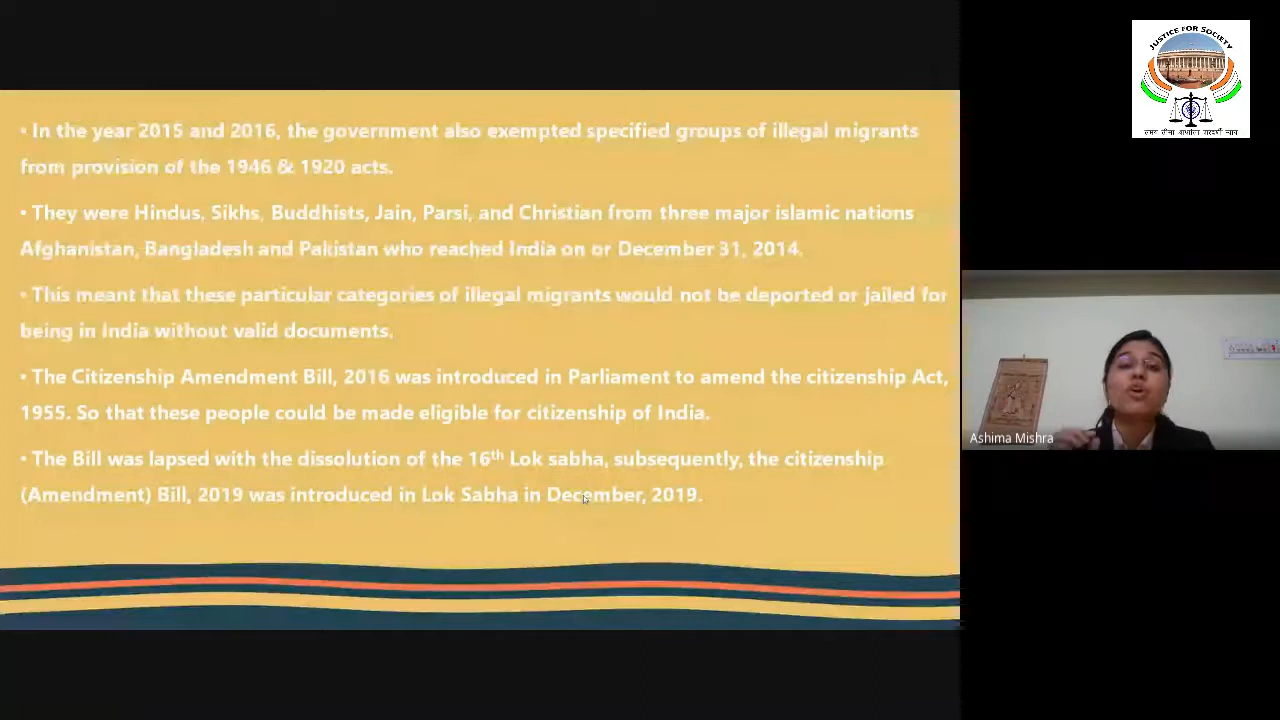 • In the year 2015 and 2016, the government also exempted specified groups of illegal migrants
from provision of the 1946 & 1920 acts.
• They were Hindus, Sikhs, Buddhists, Jain, Parsi, and Christian from three major islamic nations
Afghanistan, Bangladesh and Pakistan who reached India on or December 31, 2014.
• This meant that these particular categories of illegal migrants would not be deported or jailed for
being in India without valid documents.
• The Citizenship Amendment Bill, 2016 was introduced in Parliament to amend the citizenship Act,
1955. So that these people could be made eligible for citizenship of India.
• The Bill was lapsed with the dissolution of the 16th Lok sabha, subsequently, the citizenship
(Amendment) Bill, 2019 was introduced in Lok Sabha in December, 2019.
JUSTICE FOR SOCIETY
Ashima Mishra